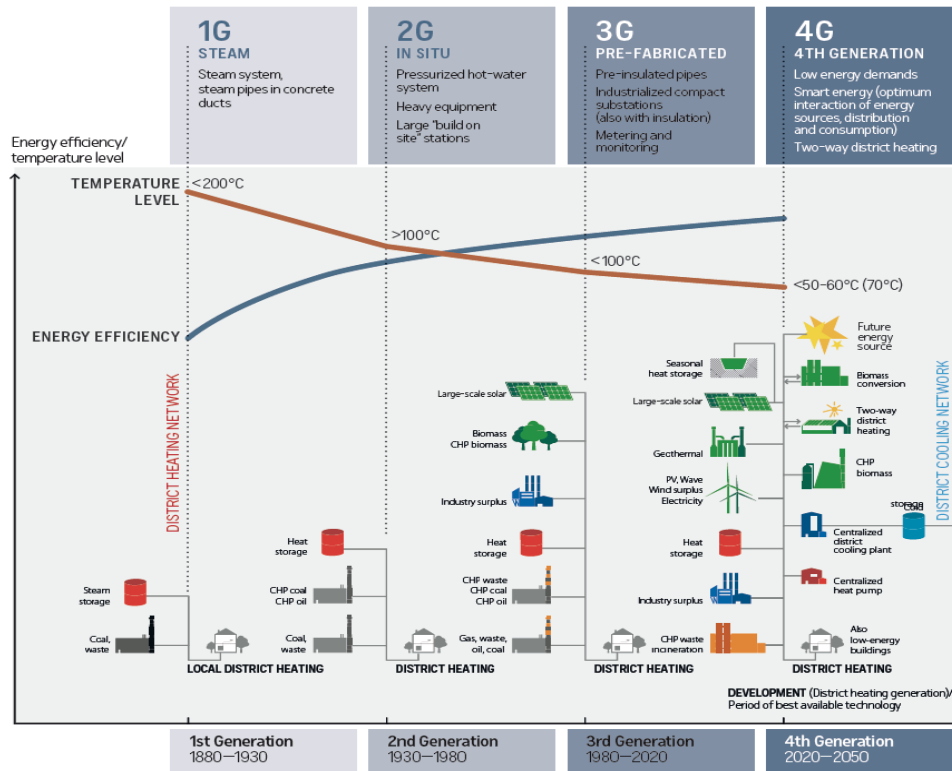 1G
STEAM
Steam system,
steam pipes in concrete
ducts
2G
IN SITU
Pressurized hot-water
system
Heavy equipment
Large "build on
site" stations
3G
PRE-FABRICATED
Pre-insulated pipes
Industrialized compact
substations
(also with insulation)
Metering and
monitoring
4G
4TH GENERATION
Low energy demands
Smart energy (optimum
interaction of energy
sources, distribution
and consumption)
Two-way district heating
Energy efficiency/
temperature level
TEMPERATURE
LEVEL
<200°C
>100°C
<100°C
<50-60°C (70°C)
ENERGY EFFICIENCY
DISTRICT HEATING NETWORK
Steam
storage
Coal,
waste
LOCAL DISTRICT HEATING
Heat
storage
CHP coal
CHP oil
Coal,
waste
DISTRICT HEATING
Large-scale solar
Biomass
CHP biomass
Industry surplus
Heat
storage
CHP waste
CHP coal
CHP oil
Gas, waste,
oil, coal
DISTRICT HEATING
Seasonal
heat storage
Large-scale solar
Geothermal
PV, Wave
Wind surplus
Electricity
Heat
storage
Industry surplus
CHP waste
incineration
DISTRICT HEATING
Future
energy
source
Biomass
conversion
Two-way
district
heating
CHP
biomass
storage
Cold
Centralized
district
cooling plant
Centralized
heat pump
Also
low-energy
buildings
DISTRICT COOLING NETWORK
DEVELOPMENT (District heating generation)/
Period of best available technology
1st Generation
1880—1930
2nd Generation
1930—1980
3rd Generation
1980—2020
4th Generation
2020—2050